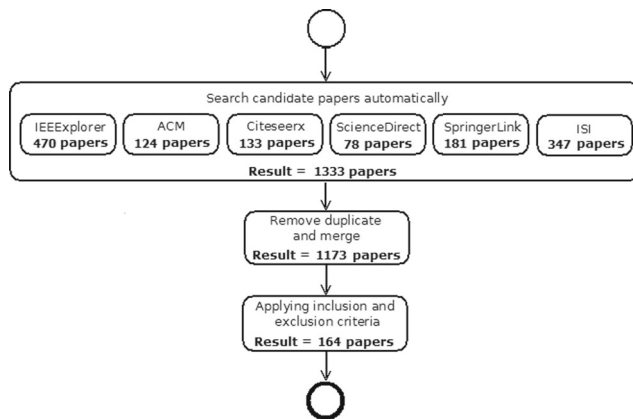 Search candidate papers automatically
IEEExplorer
470 papers
ACM
124 papers
Citeseerx
133 papers
ScienceDirect
78 papers
SpringerLink
181 papers
ISI
347 papers
Result = 1333 papers
Remove duplicate
and merge
Result = 1173 papers
Applying inclusion and
exclusion criteria
Result = 164 papers